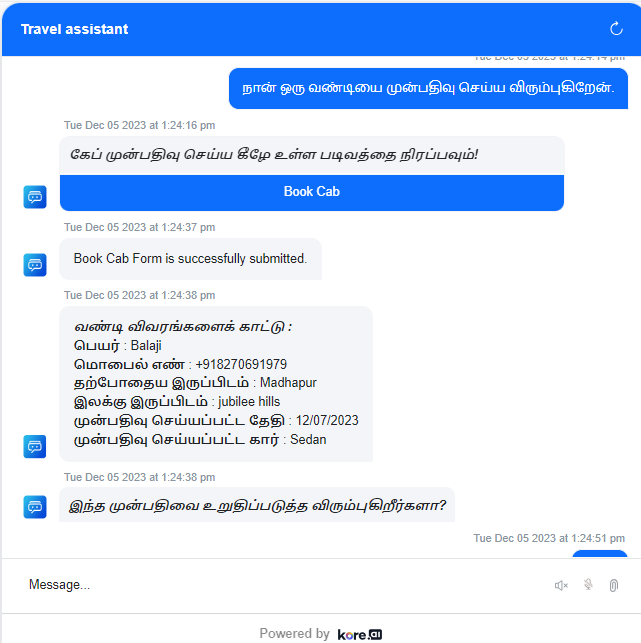 Travel assistant
Tue Dec 05 2023 at 1:24:14 pm
நான் ஒரு வண்டியை முன்பதிவு செய்ய விரும்புகிறேன்.
Tue Dec 05 2023 at 1:24:16 pm
கேப் முன்பதிவு செய்ய கீழே உள்ள படிவத்தை நிரப்பவும்!
Book Cab
Tue Dec 05 2023 at 1:24:37 pm
Book Cab Form is successfully submitted.
Tue Dec 05 2023 at 1:24:38 pm
வண்டி விவரங்களைக் காட்டு :
பெயர் : Balaji
மொபைல் எண் : +918270691979
தற்போதைய இருப்பிடம் : Madhapur
இலக்கு இருப்பிடம் : jubilee hills
முன்பதிவு செய்யப்பட்ட தேதி : 12/07/2023
முன்பதிவு செய்யப்பட்ட கார் : Sedan
Tue Dec 05 2023 at 1:24:38 pm
இந்த முன்பதிவை உறுதிப்படுத்த விரும்புகிறீர்களா?
Tue Dec 05 2023 at 1:24:51 pm
Message...
Powered by kore.ai